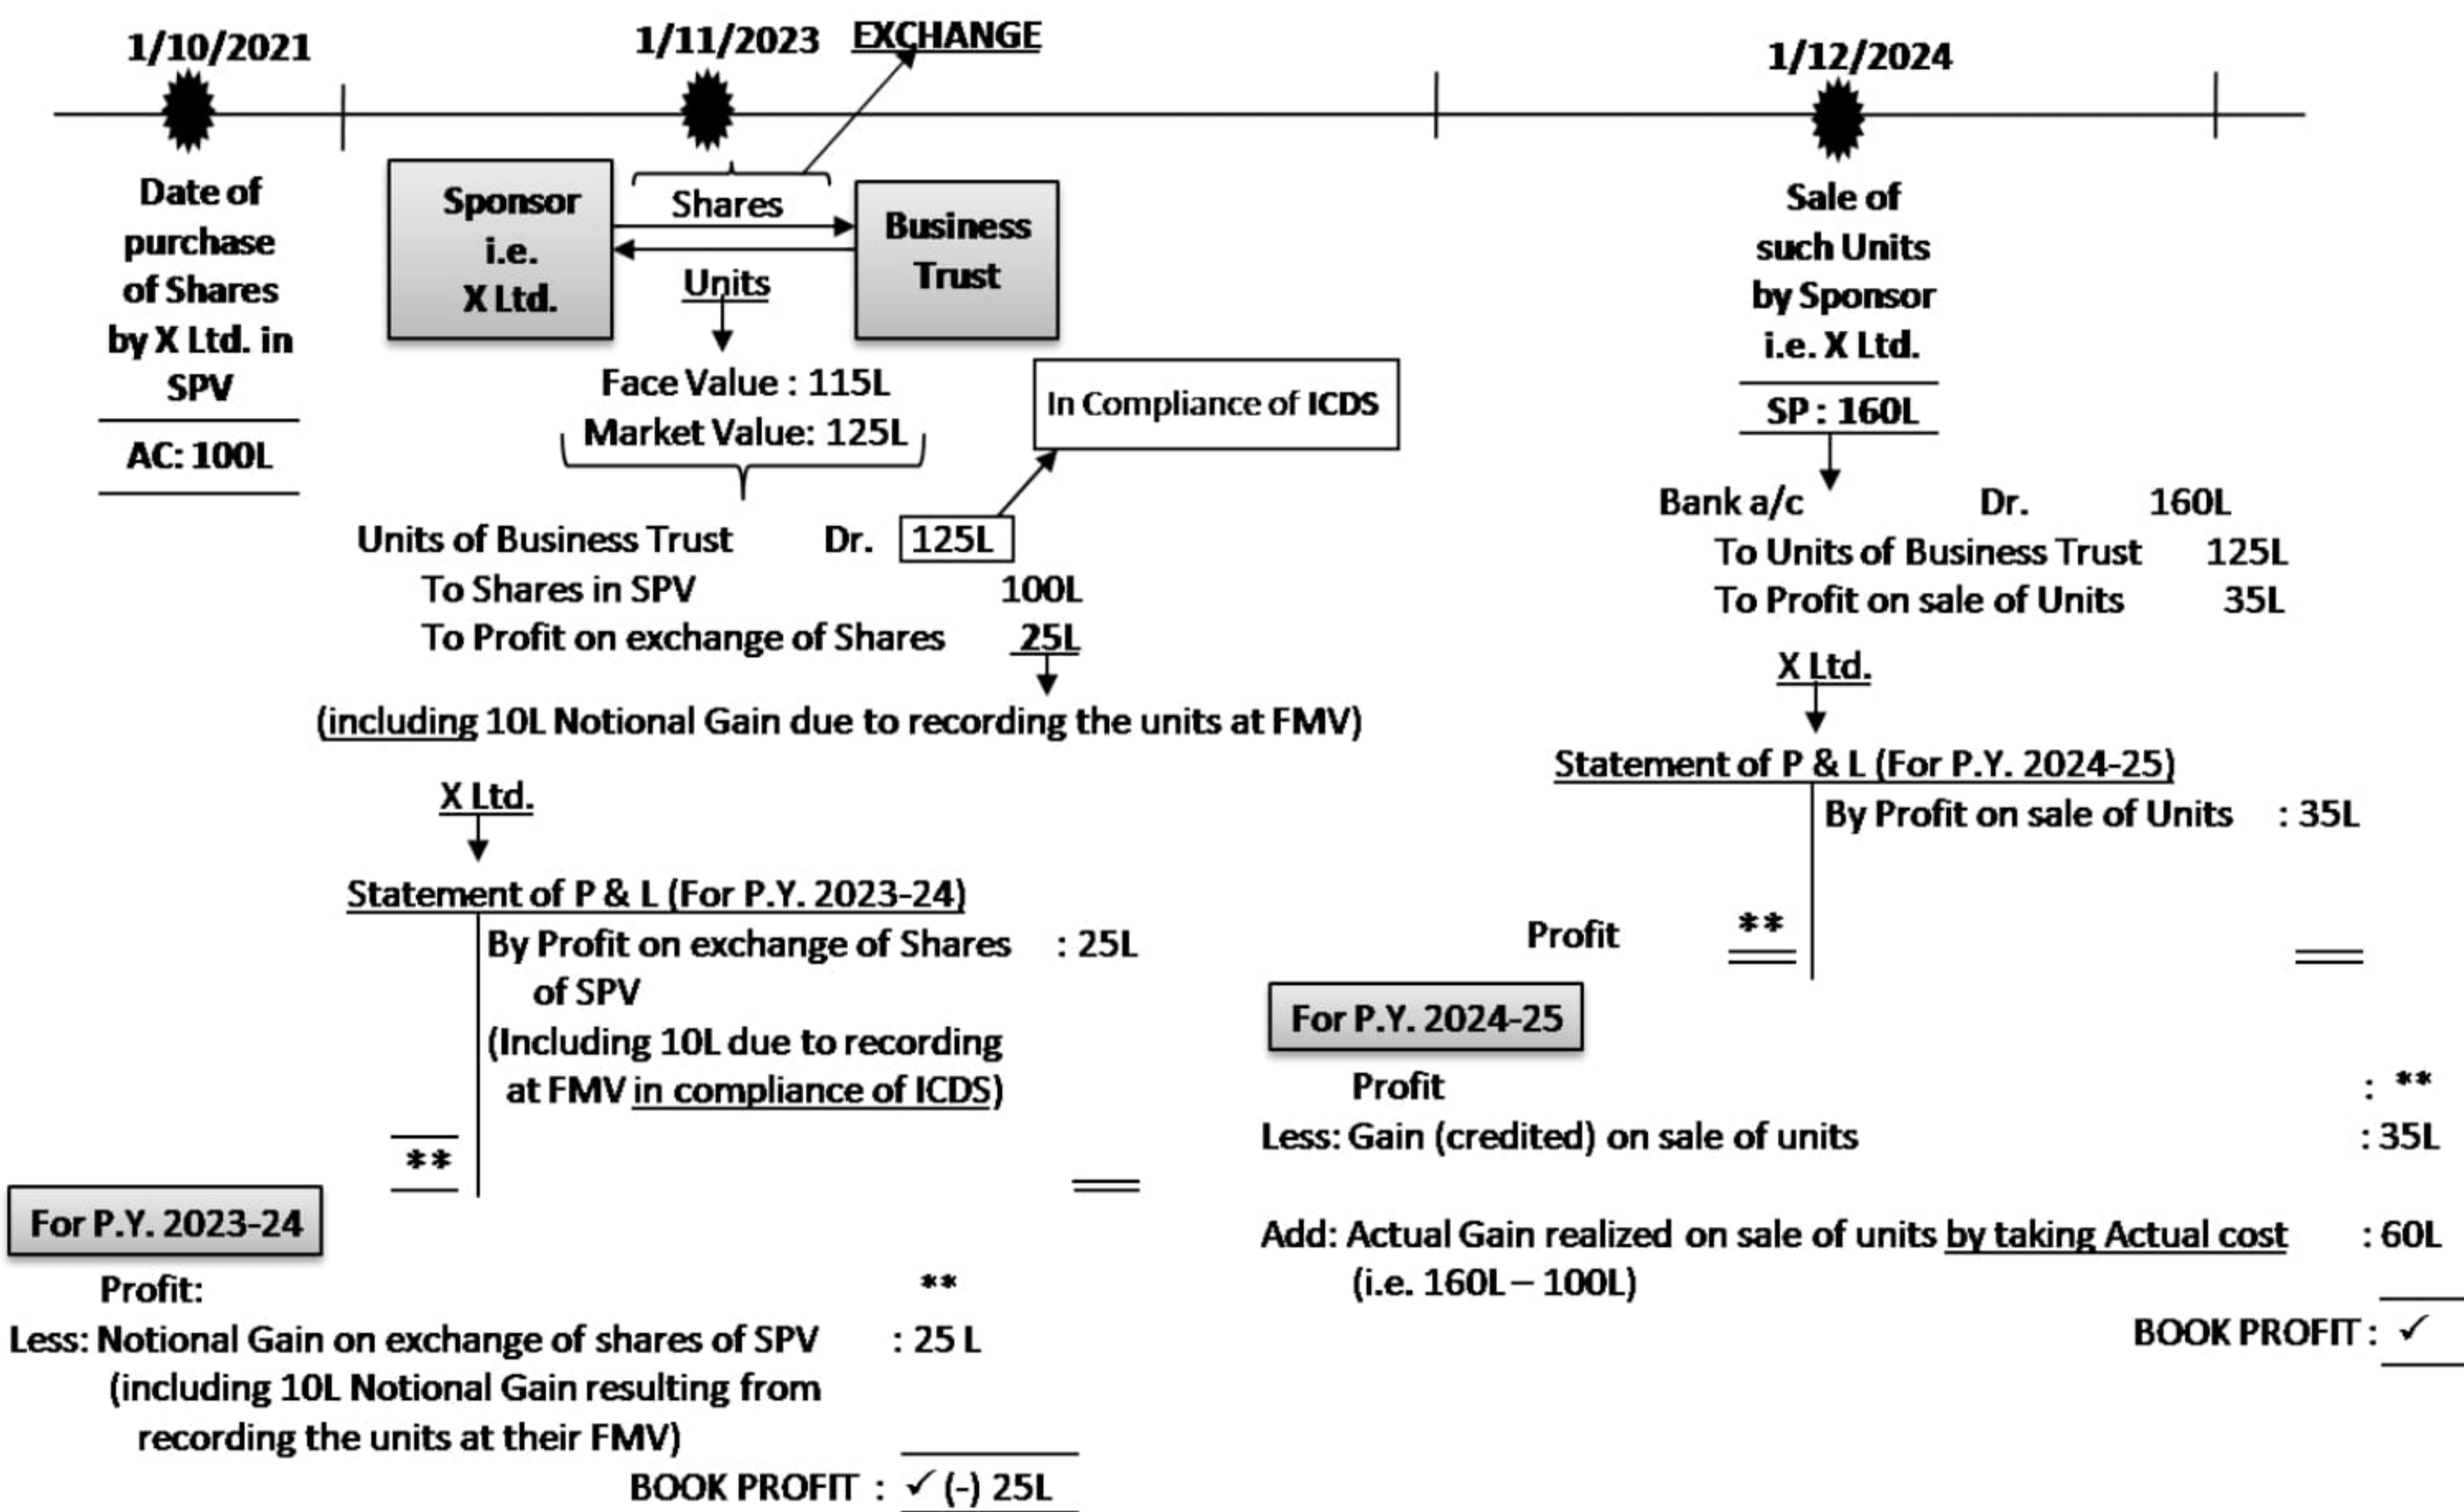 1/10/2021
1/11/2023 EXCHANGE
1/12/2024
Date of
purchase
of Shares
by X Ltd. in
SPV
AC: 100L
Sponsor
i.e.
X Ltd.
Shares
Units
Business
Trust
Face Value : 115L
Market Value: 125L
In Compliance of ICDS
Units of Business Trust Dr. 125L
To Shares in SPV 100L
To Profit on exchange of Shares 25L
(including 10L Notional Gain due to recording the units at FMV)
X Ltd.
Statement of P & L (For P.Y. 2023-24)
By Profit on exchange of Shares : 25L
of SPV
(Including 10L due to recording
at FMV in compliance of ICDS)
**
For P.Y. 2023-24
Profit: **
Less: Notional Gain on exchange of shares of SPV : 25 L
(including 10L Notional Gain resulting from
recording the units at their FMV)
BOOK PROFIT : ✓ (-) 25L
Sale of
such Units
by Sponsor
i.e. X Ltd.
SP : 160L
Bank a/c Dr. 160L
To Units of Business Trust 125L
To Profit on sale of Units 35L
X Ltd.
Statement of P & L (For P.Y. 2024-25)
By Profit on sale of Units : 35L
Profit **
For P.Y. 2024-25
Profit : **
Less: Gain (credited) on sale of units : 35L
Add: Actual Gain realized on sale of units by taking Actual cost : 60L
(i.e. 160L – 100L)
BOOK PROFIT : ✓